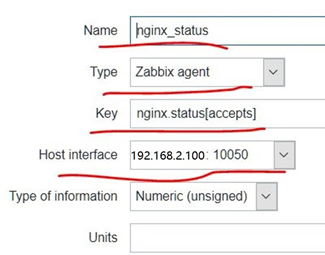 Name nginx_status
Type Zabbix agent
Key nginx.status[accepts]
Host interface 192.168.2.100: 10050
Type of information Numeric (unsigned)
Units